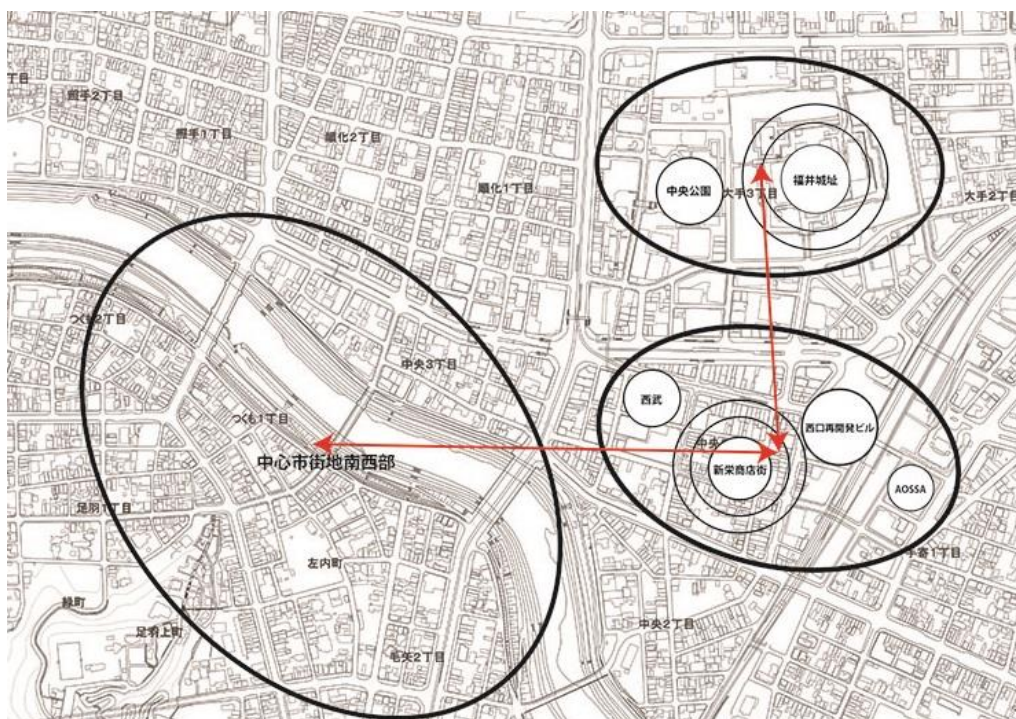 丁目
照手2丁目
照手1丁目
順化2丁目
順化1丁目
中央公園
大手3丁目
福井城址
大手2丁目
つくも2丁目
中央3丁目
西武
西口再開発ビル
つくも1丁目
中央
中心市街地南西部
新栄商店街
AOSSA
足羽1丁目
手寄1丁目
左内町
緑町
足羽上町
中央2丁目
毛矢2丁目